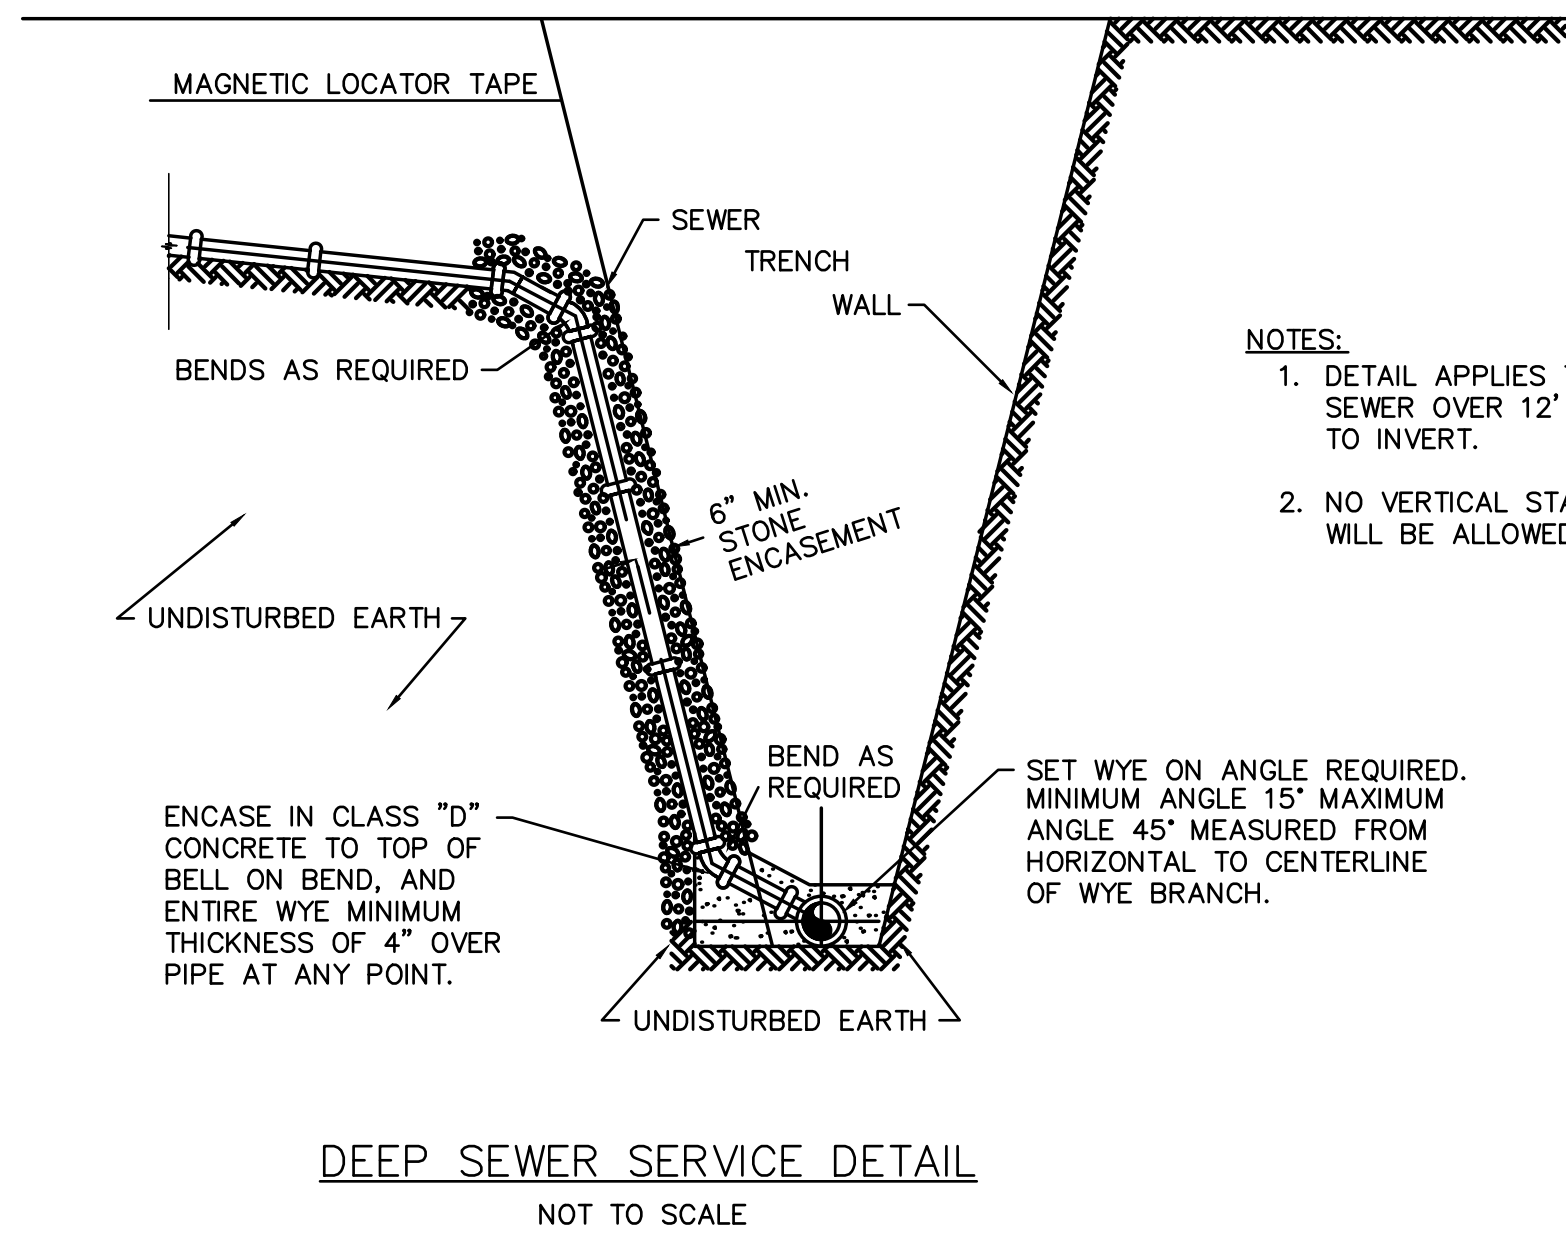 MAGNETIC LOCATOR TAPE
SEWER
TRENCH
WALL
BENDS AS REQUIRED
NOTES:
1. DETAIL APPLIES
SEWER OVER 12'
TO INVERT.
2. NO VERTICAL
WILL BE ALLOWED
6" MIN.
STONE
ENCASEMENT
UNDISTURBED EARTH
BEND AS
REQUIRED
SET WYE ON ANGLE REQUIRED.
MINIMUM ANGLE 15° MAXIMUM
ANGLE 45° MEASURED FROM
HORIZONTAL TO CENTERLINE
OF WYE BRANCH.
ENCASE IN CLASS "D"
CONCRETE TO TOP OF
BELL ON BEND, AND
ENTIRE WYE MINIMUM
THICKNESS OF 4" OVER
PIPE AT ANY POINT.
UNDISTURBED EARTH
DEEP SEWER SERVICE DETAIL
NOT TO SCALE